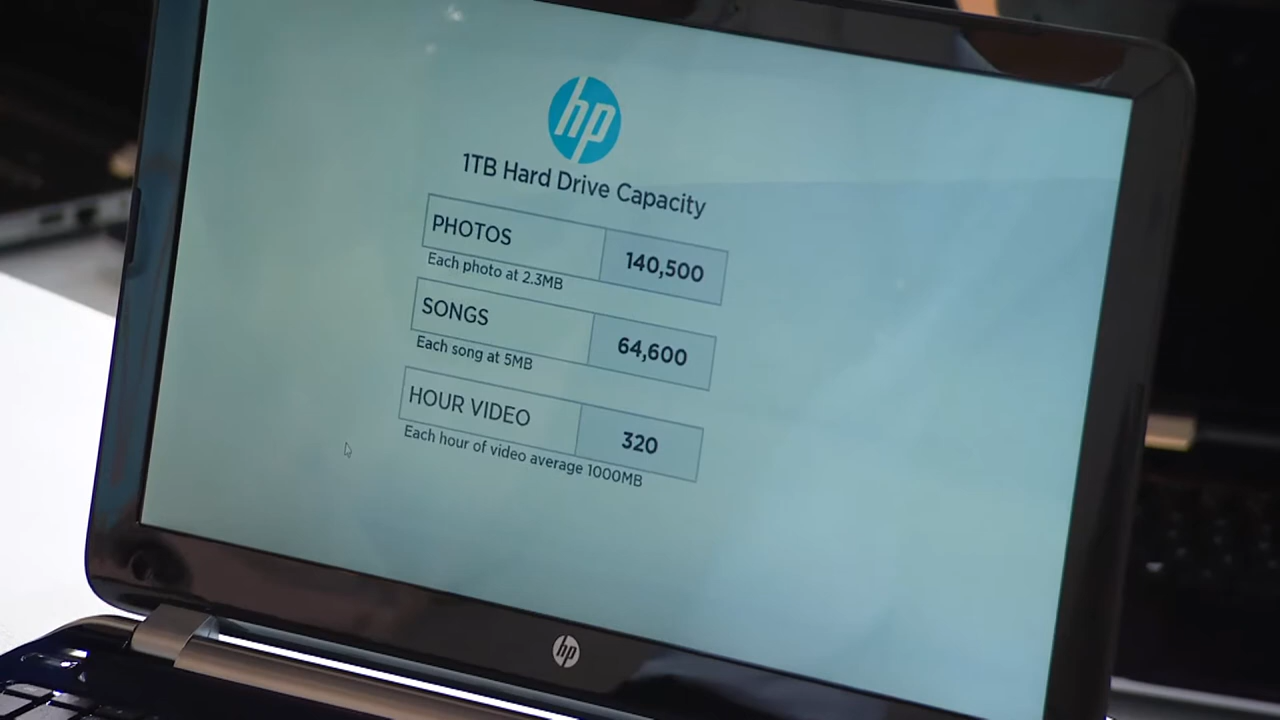 hp
1TB Hard Drive Capacity
PHOTOS 140,500
Each photo at 2.3MB
SONGS 64,600
Each song at 5MB
HOUR VIDEO 320
Each hour of video average 1000MB
hp